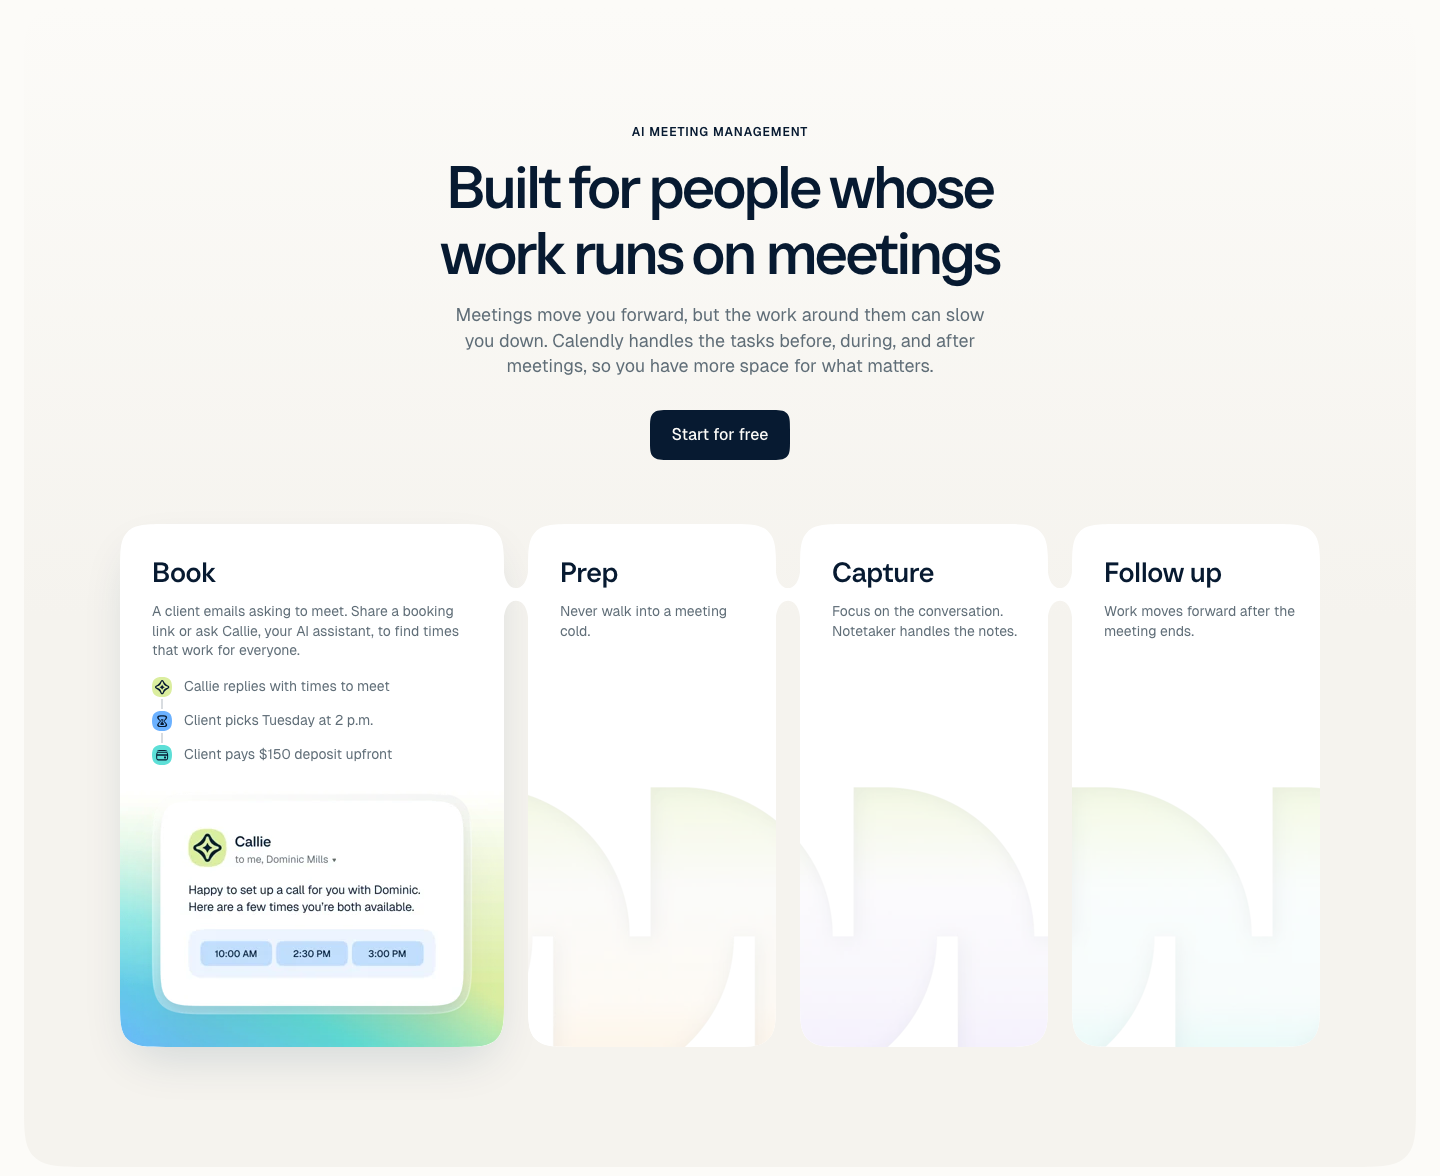 AI MEETING MANAGEMENT
Built for people whose
work runs on meetings
Meetings move you forward, but the work around them can slow
you down. Calendly handles the tasks before, during, and after
meetings, so you have more space for what matters.
Start for free
Book
A client emails asking to meet. Share a booking
link or ask Callie, your AI assistant, to find times
that work for everyone.
Callie replies with times to meet
Client picks Tuesday at 2 p.m.
Client pays $150 deposit upfront
Callie
to me, Dominic Mills ▾
Happy to set up a call for you with Dominic.
Here are a few times you're both available.
10:00 AM
2:30 PM
3:00 PM
Prep
Never walk into a meeting
cold.
Capture
Focus on the conversation.
Notetaker handles the notes.
Follow up
Work moves forward after the
meeting ends.